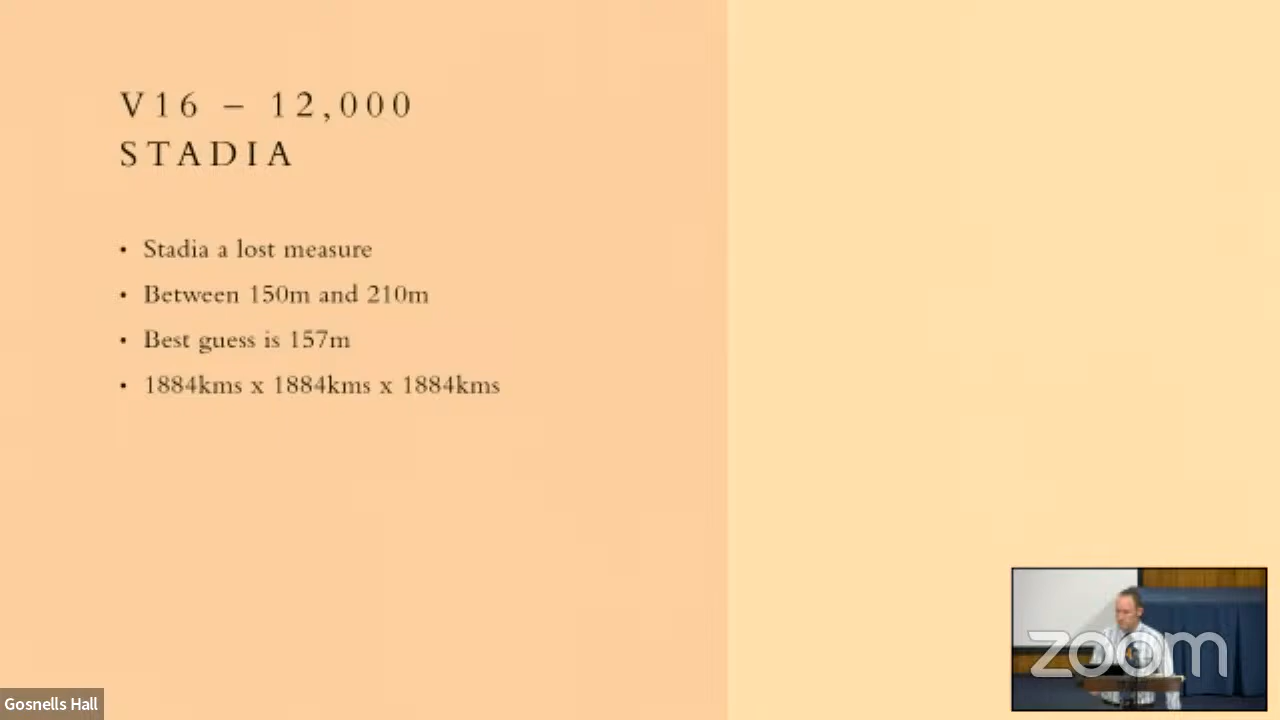 V16 – 12,000
STADIA
• Stadia a lost measure
• Between 150m and 210m
• Best guess is 157m
• 1884kms x 1884kms x 1884kms
zoom
Gosnells Hall